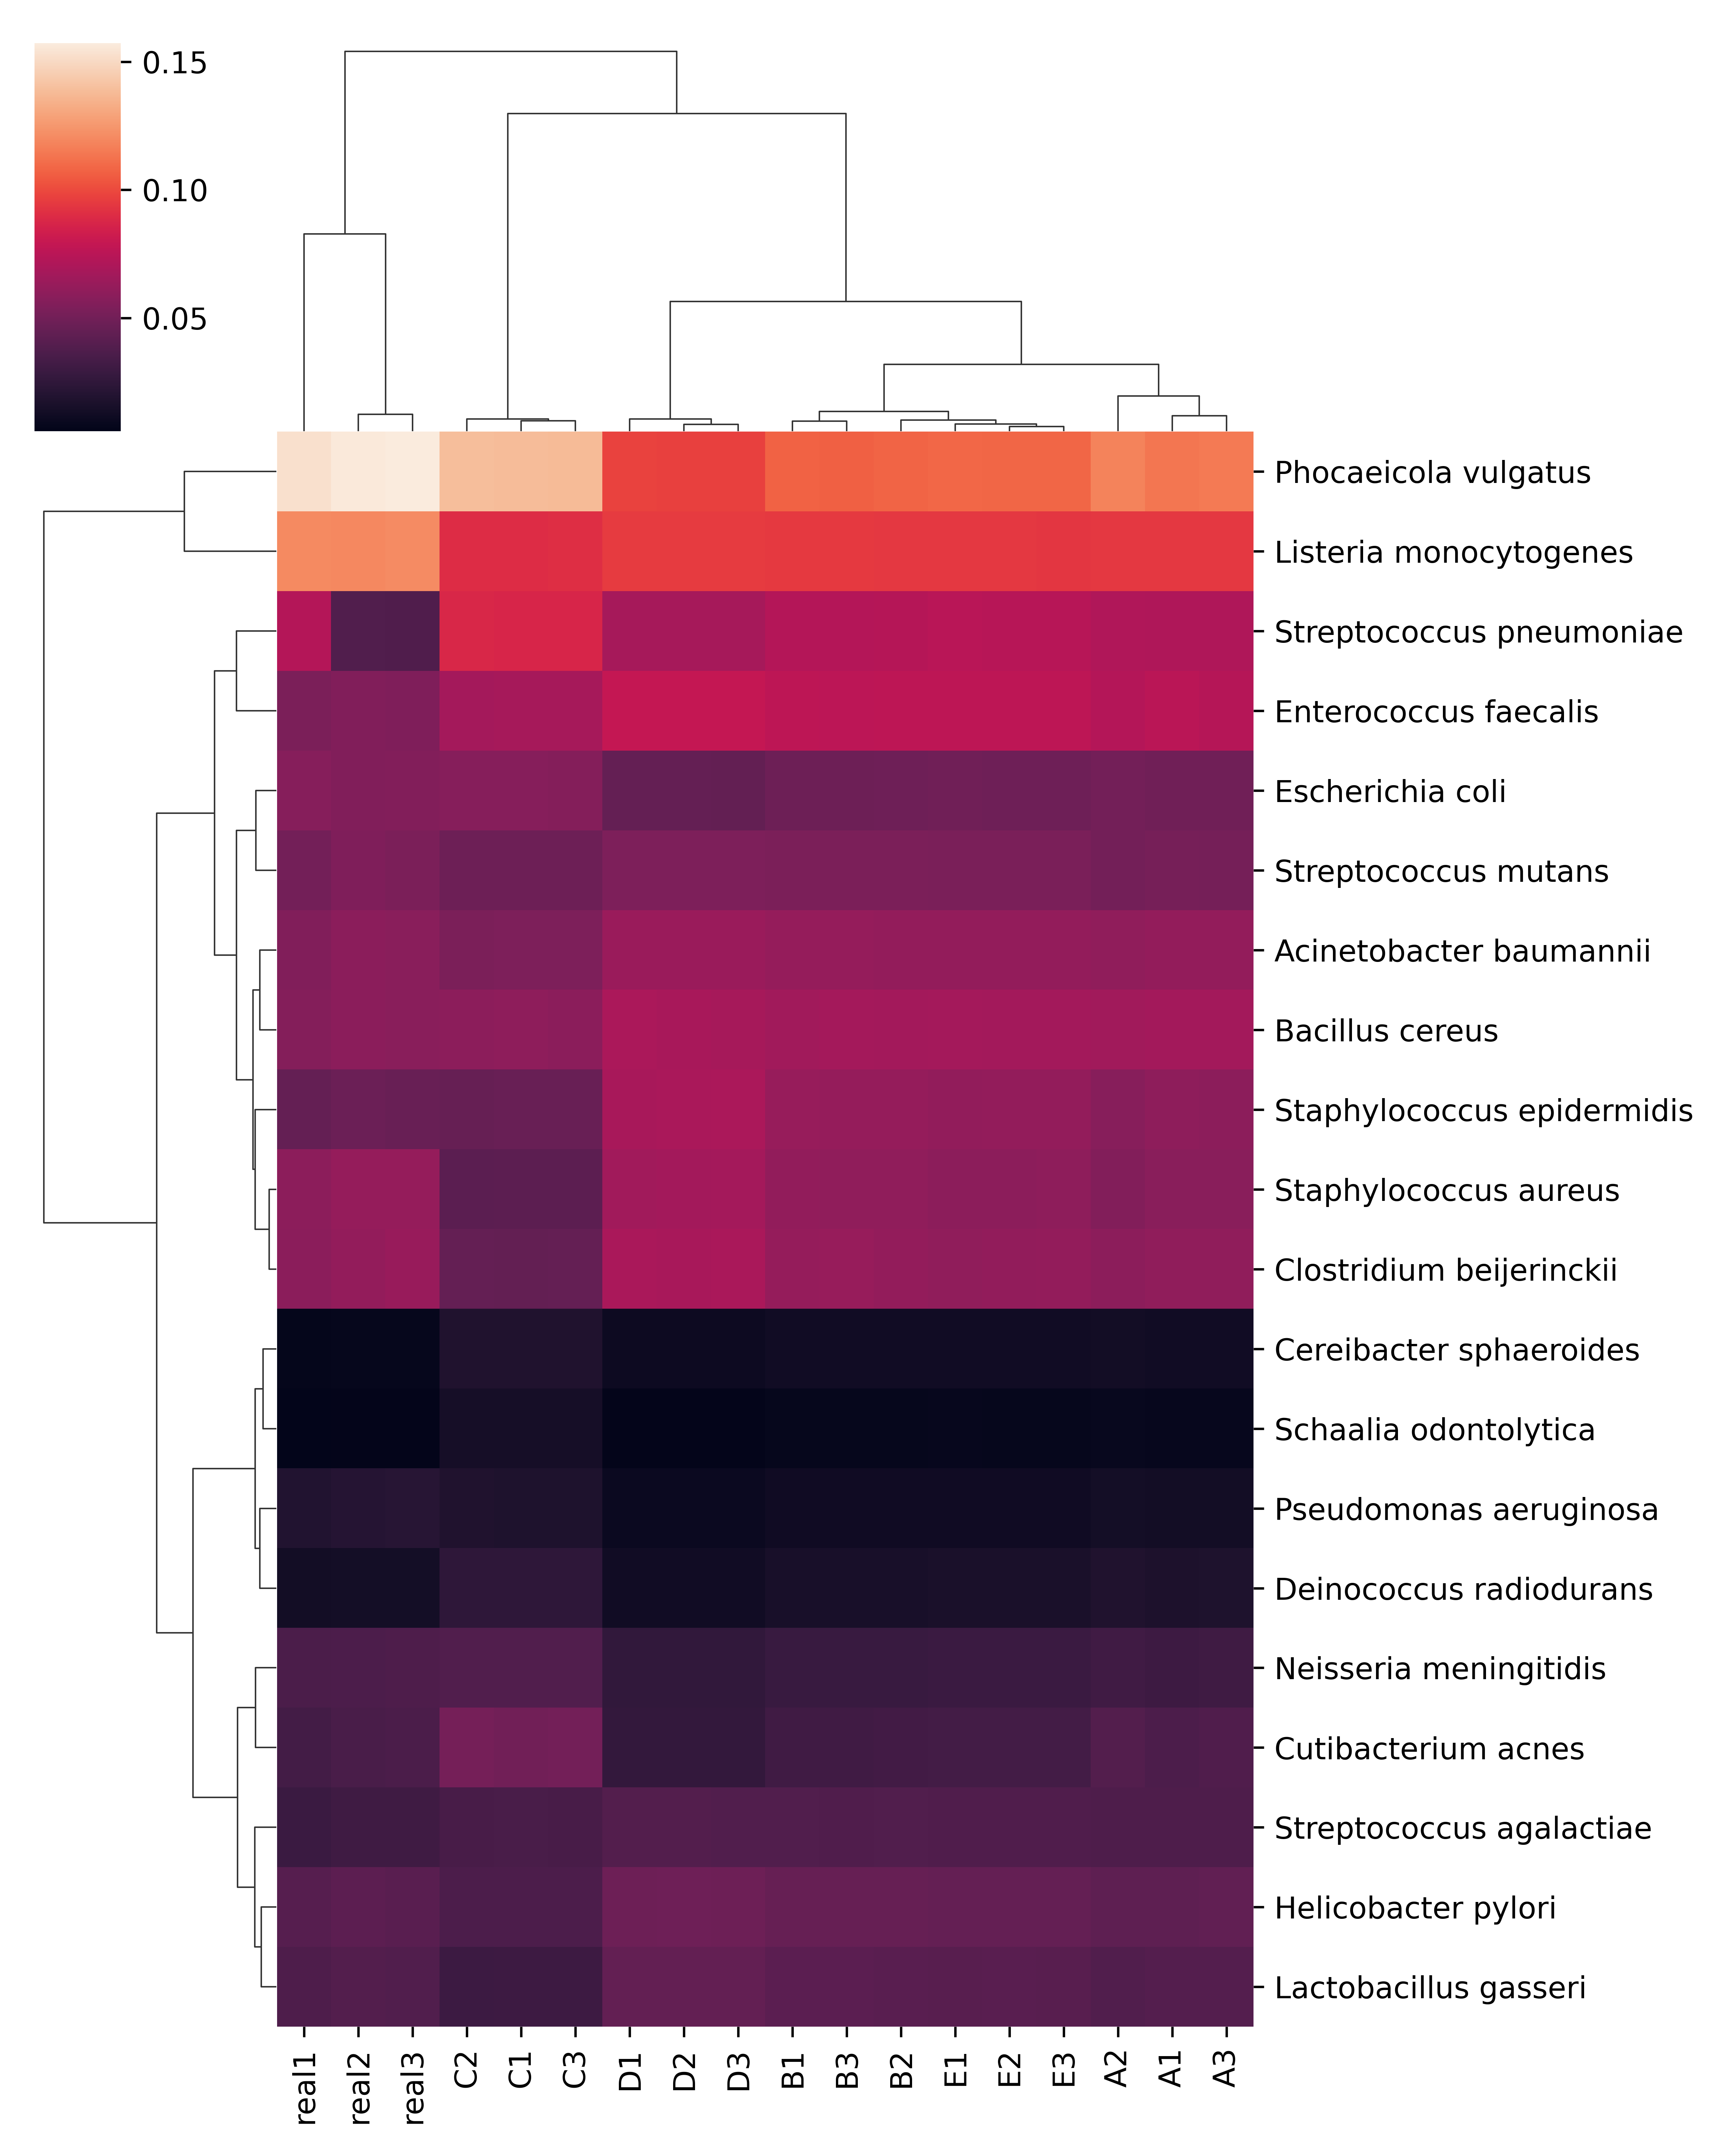 0.15
0.10
0.05
Phocaeicola vulgatus
Listeria monocytogenes
Streptococcus pneumoniae
Enterococcus faecalis
Escherichia coli
Streptococcus mutans
Acinetobacter baumannii
Bacillus cereus
Staphylococcus epidermidis
Staphylococcus aureus
Clostridium beijerinckii
Cereibacter sphaeroides
Schaalia odontolytica
Pseudomonas aeruginosa
Deinococcus radiodurans
Neisseria meningitidis
Cutibacterium acnes
Streptococcus agalactiae
Helicobacter pylori
Lactobacillus gasseri
real1
real2
real3
C2
C1
C3
D1
D2
D3
B1
B3
B2
E1
E2
E3
A2
A1
A3